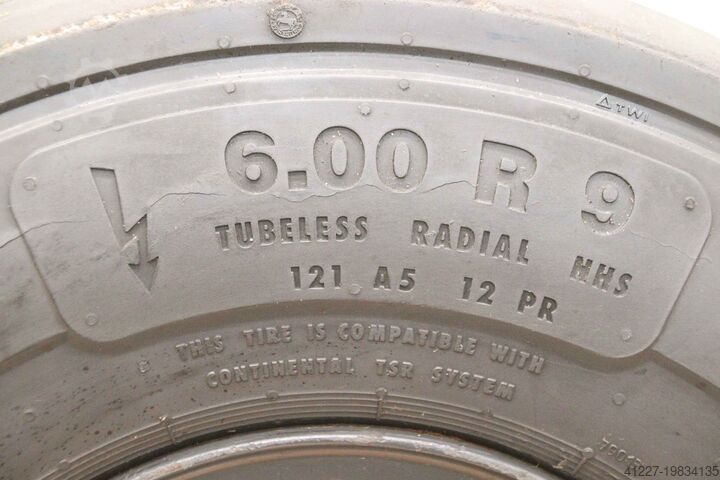 △TWI
6.00 R 9
TUBELESS RADIAL NHS
121 A5 12 PR
THIS TIRE IS COMPATIBLE WITH
CONTINENTAL TSR SYSTEM
41227-19834135